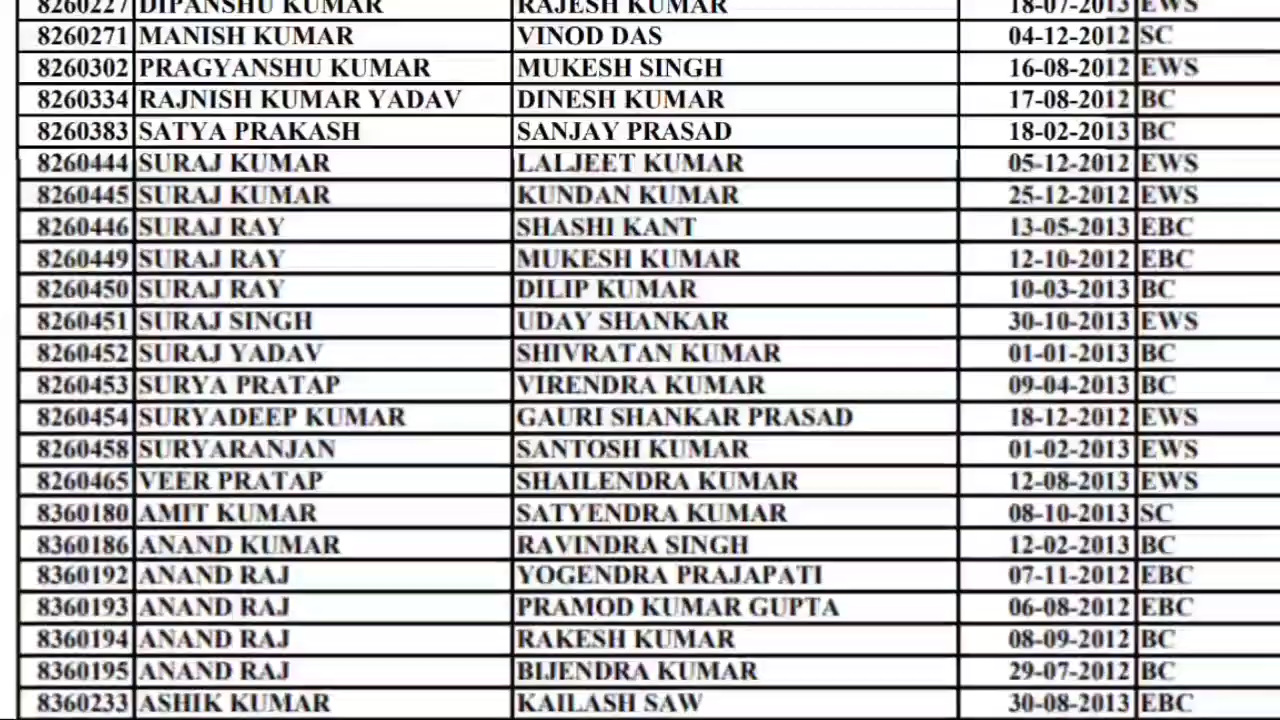 8260227 DIPANSHU KUMAR RAJESH KUMAR 18-07-2013 EWS
8260271 MANISH KUMAR VINOD DAS 04-12-2012 SC
8260302 PRAGYANSHU KUMAR MUKESH SINGH 16-08-2012 EWS
8260334 RAJNISH KUMAR YADAV DINESH KUMAR 17-08-2012 BC
8260383 SATYA PRAKASH SANJAY PRASAD 18-02-2013 BC
8260444 SURAJ KUMAR LALJEET KUMAR 05-12-2012 EWS
8260445 SURAJ KUMAR KUNDAN KUMAR 25-12-2012 EWS
8260446 SURAJ RAY SHASHI KANT 13-05-2013 EBC
8260449 SURAJ RAY MUKESH KUMAR 12-10-2012 EBC
8260450 SURAJ RAY DILIP KUMAR 10-03-2013 BC
8260451 SURAJ SINGH UDAY SHANKAR 30-10-2013 EWS
8260452 SURAJ YADAV SHIVRATAN KUMAR 01-01-2013 BC
8260453 SURYA PRATAP VIRENDRA KUMAR 09-04-2013 BC
8260454 SURYADEEP KUMAR GAURI SHANKAR PRASAD 18-12-2012 EWS
8260458 SURYARANJAN SANTOSH KUMAR 01-02-2013 EWS
8260465 VEER PRATAP SHAILENDRA KUMAR 12-08-2013 EWS
8360180 AMIT KUMAR SATYENDRA KUMAR 08-10-2013 SC
8360186 ANAND KUMAR RAVINDRA SINGH 12-02-2013 BC
8360192 ANAND RAJ YOGENDRA PRAJAPATI 07-11-2012 EBC
8360193 ANAND RAJ PRAMOD KUMAR GUPTA 06-08-2012 EBC
8360194 ANAND RAJ RAKESH KUMAR 08-09-2012 BC
8360195 ANAND RAJ BIJENDRA KUMAR 29-07-2012 BC
8360233 ASHIK KUMAR KAILASH SAW 30-08-2013 EBC